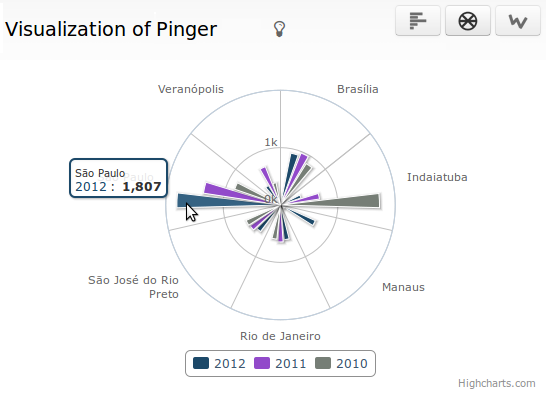 Visualization of Pinger
Veranópolis
Brasília
1k
São Paulo
2012 : 1,807
Indaiatuba
0k
São José do Rio
Preto
Manaus
Rio de Janeiro
2012 2011 2010
Highcharts.com